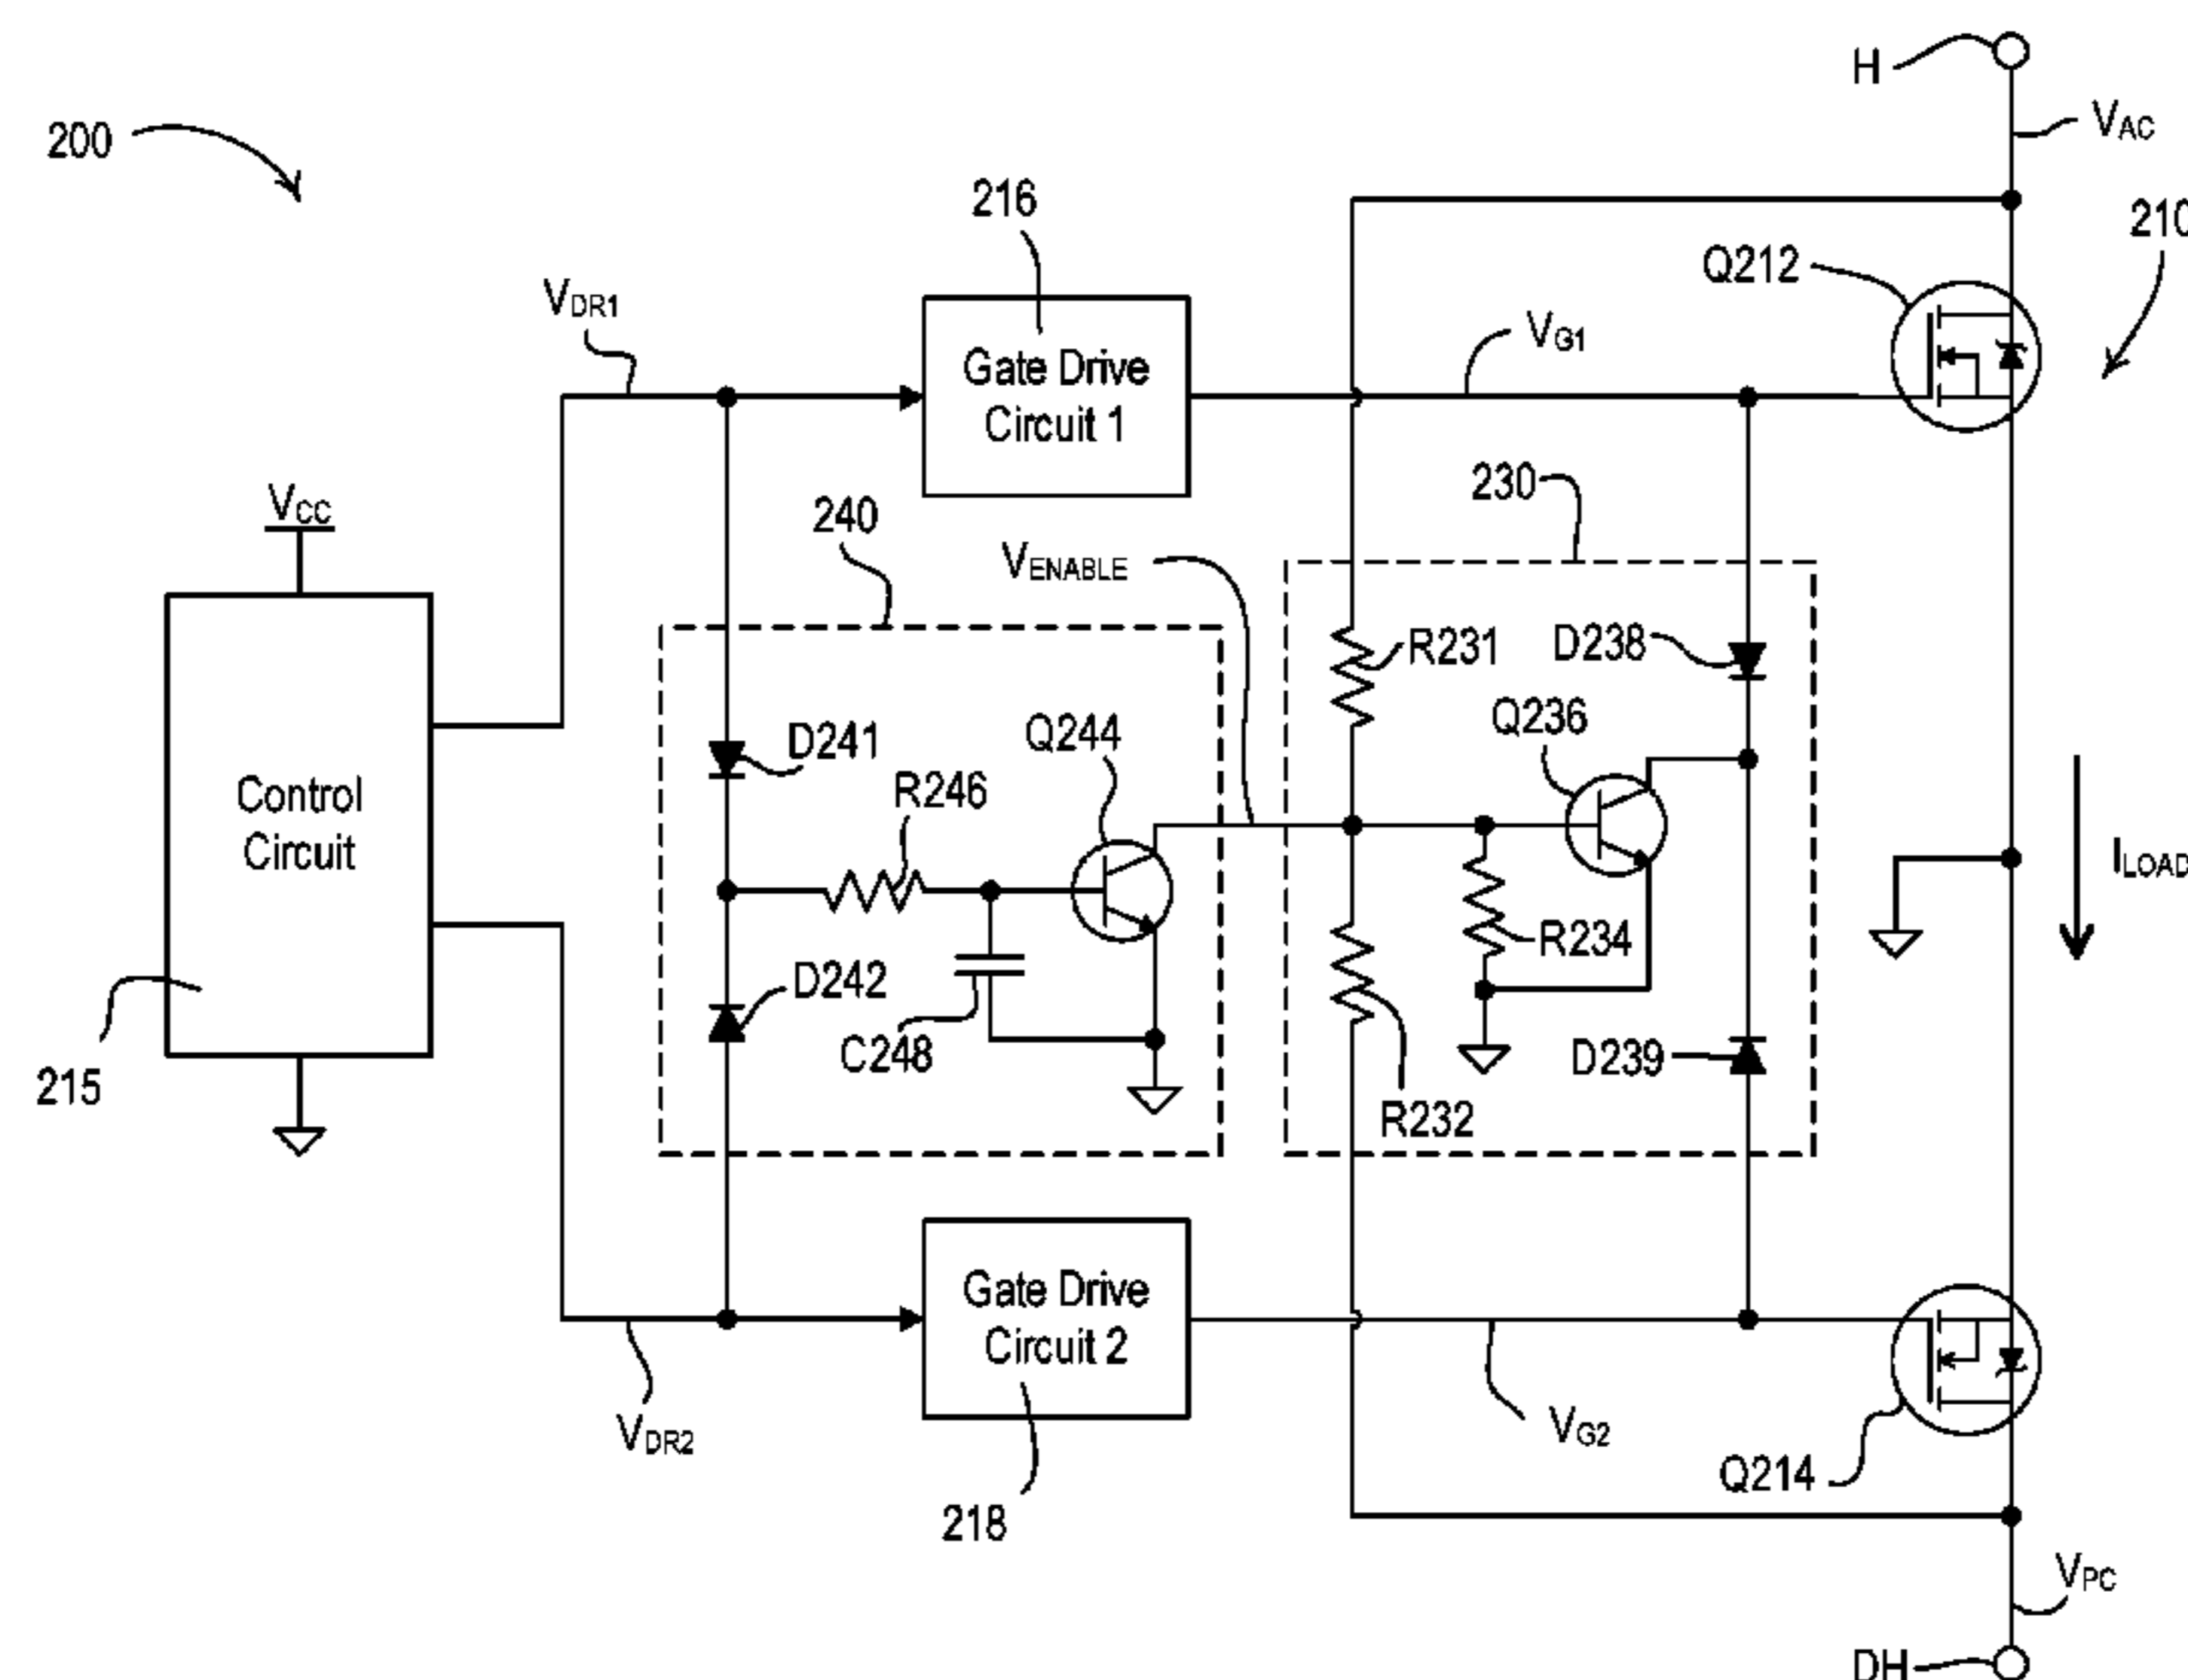 H
VAC
200
216
210
Q212
VDR1
Gate Drive
Circuit 1
VG1
VCC
240
230
VENABLE
R231
D238
Q236
D241
Q244
R246
Control
Circuit
ILOAD
R234
D242
C248
D239
215
R232
Gate Drive
Circuit 2
VDR2
VG2
Q214
218
VPC
DH